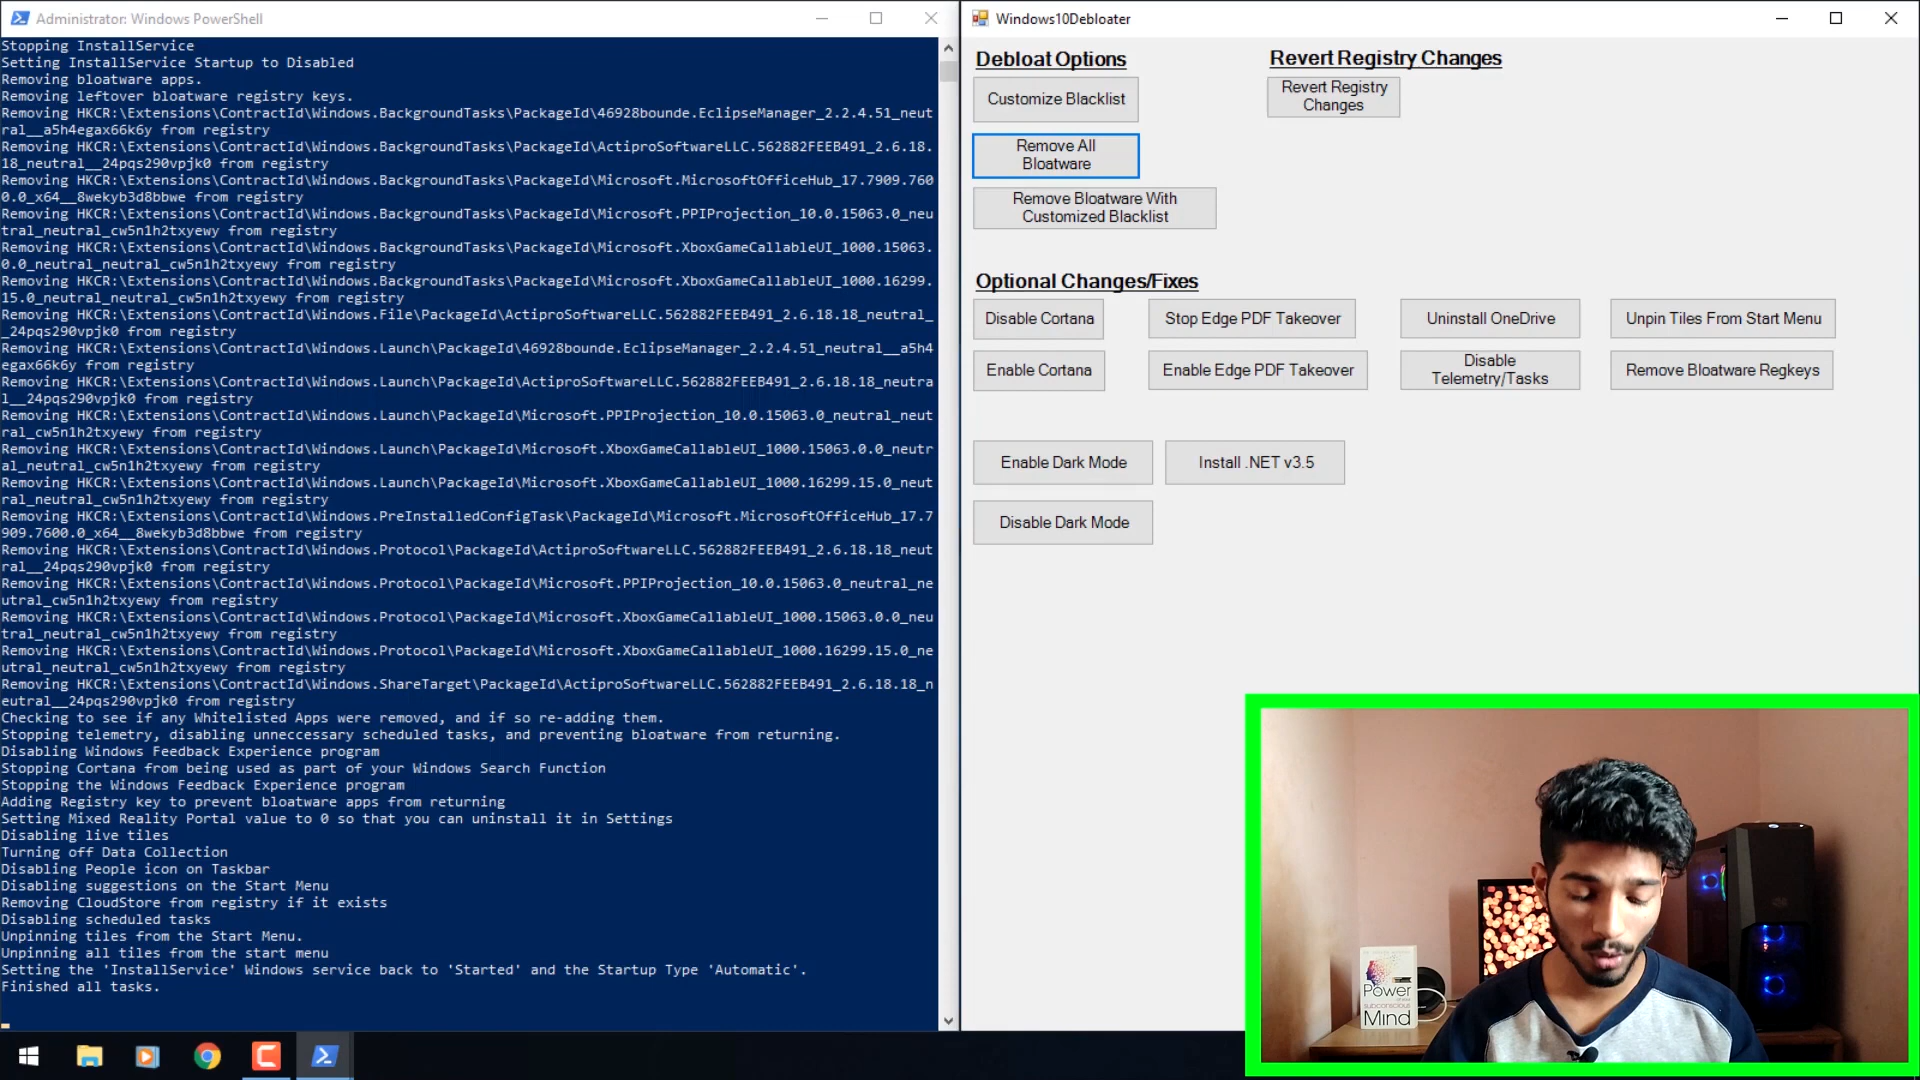 Administrator: Windows PowerShell
Stopping InstallService
Setting InstallService Startup to Disabled
Removing bloatware apps.
Removing leftover bloatware registry keys.
Removing HKCR:\Extensions\ContractId\Windows.BackgroundTasks\PackageId\46928bounde.EclipseManager_2.2.4.51_neut
ral__a5h4egax66k6y from registry
Removing HKCR:\Extensions\ContractId\Windows.BackgroundTasks\PackageId\ActiproSoftwareLLC.562882FEEB491_2.6.18.
18_neutral__24pqs290vpjk0 from registry
Removing HKCR:\Extensions\ContractId\Windows.BackgroundTasks\PackageId\Microsoft.MicrosoftOfficeHub_17.7909.760
0.0_x64__8wekyb3d8bbwe from registry
Removing HKCR:\Extensions\ContractId\Windows.BackgroundTasks\PackageId\Microsoft.PPIProjection_10.0.15063.0_neu
tral_neutral_cw5n1h2txyewy from registry
Removing HKCR:\Extensions\ContractId\Windows.BackgroundTasks\PackageId\Microsoft.XboxGameCallableUI_1000.15063.
0.0_neutral_neutral_cw5n1h2txyewy from registry
Removing HKCR:\Extensions\ContractId\Windows.BackgroundTasks\PackageId\Microsoft.XboxGameCallableUI_1000.16299.
15.0_neutral_neutral_cw5n1h2txyewy from registry
Removing HKCR:\Extensions\ContractId\Windows.File\PackageId\ActiproSoftwareLLC.562882FEEB491_2.6.18.18_neutral_
_24pqs290vpjk0 from registry
Removing HKCR:\Extensions\ContractId\Windows.Launch\PackageId\46928bounde.EclipseManager_2.2.4.51_neutral__a5h4
egax66k6y from registry
Removing HKCR:\Extensions\ContractId\Windows.Launch\PackageId\ActiproSoftwareLLC.562882FEEB491_2.6.18.18_neutra
l__24pqs290vpjk0 from registry
Removing HKCR:\Extensions\ContractId\Windows.Launch\PackageId\Microsoft.PPIProjection_10.0.15063.0_neutral_neut
ral_cw5n1h2txyewy from registry
Removing HKCR:\Extensions\ContractId\Windows.Launch\PackageId\Microsoft.XboxGameCallableUI_1000.15063.0.0_neutr
al_neutral_cw5n1h2txyewy from registry
Removing HKCR:\Extensions\ContractId\Windows.Launch\PackageId\Microsoft.XboxGameCallableUI_1000.16299.15.0_neut
ral_neutral_cw5n1h2txyewy from registry
Removing HKCR:\Extensions\ContractId\Windows.PreInstalledConfigTask\PackageId\Microsoft.MicrosoftOfficeHub_17.7
909.7600.0_x64__8wekyb3d8bbwe from registry
Removing HKCR:\Extensions\ContractId\Windows.Protocol\PackageId\ActiproSoftwareLLC.562882FEEB491_2.6.18.18_neut
ral__24pqs290vpjk0 from registry
Removing HKCR:\Extensions\ContractId\Windows.Protocol\PackageId\Microsoft.PPIProjection_10.0.15063.0_neutral_ne
utral_cw5n1h2txyewy from registry
Removing HKCR:\Extensions\ContractId\Windows.Protocol\PackageId\Microsoft.XboxGameCallableUI_1000.15063.0.0_neu
tral_neutral_cw5n1h2txyewy from registry
Removing HKCR:\Extensions\ContractId\Windows.Protocol\PackageId\Microsoft.XboxGameCallableUI_1000.16299.15.0_ne
utral_neutral_cw5n1h2txyewy from registry
Removing HKCR:\Extensions\ContractId\Windows.ShareTarget\PackageId\ActiproSoftwareLLC.562882FEEB491_2.6.18.18_n
eutral__24pqs290vpjk0 from registry
Checking to see if any Whitelisted Apps were removed, and if so re-adding them.
Stopping telemetry, disabling unneccessary scheduled tasks, and preventing bloatware from returning.
Disabling Windows Feedback Experience program
Stopping Cortana from being used as part of your Windows Search Function
Stopping the Windows Feedback Experience program
Adding Registry key to prevent bloatware apps from returning
Setting Mixed Reality Portal value to 0 so that you can uninstall it in Settings
Disabling live tiles
Turning off Data Collection
Disabling People icon on Taskbar
Disabling suggestions on the Start Menu
Removing CloudStore from registry if it exists
Disabling scheduled tasks
Unpinning tiles from the Start Menu.
Unpinning all tiles from the start menu
Setting the 'InstallService' Windows service back to 'Started' and the Startup Type 'Automatic'.
Finished all tasks.
Windows10Debloater
Debloat Options
Revert Registry Changes
Customize Blacklist
Revert Registry
Changes
Remove All
Bloatware
Remove Bloatware With
Customized Blacklist
Optional Changes/Fixes
Disable Cortana
Stop Edge PDF Takeover
Uninstall OneDrive
Unpin Tiles From Start Menu
Enable Cortana
Enable Edge PDF Takeover
Disable
Telemetry/Tasks
Remove Bloatware Regkeys
Enable Dark Mode
Install .NET v3.5
Disable Dark Mode
Power
subconscious
Mind